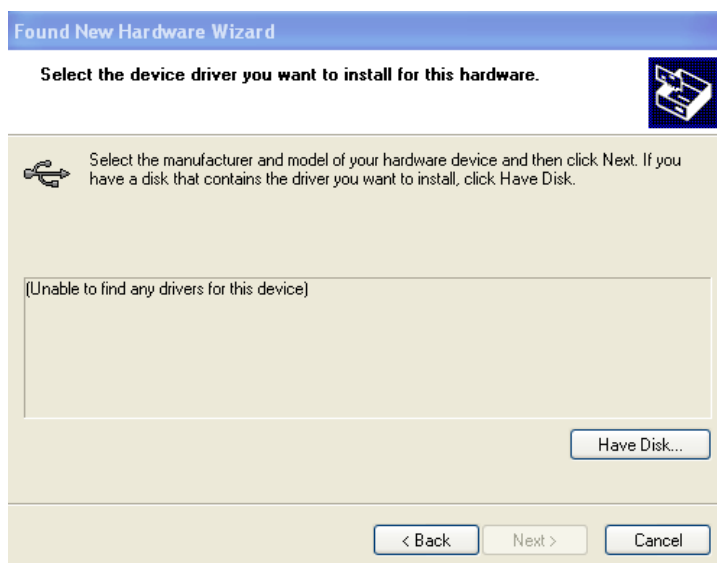 Found New Hardware Wizard
Select the device driver you want to install for this hardware.
Select the manufacturer and model of your hardware device and then click Next. If you
have a disk that contains the driver you want to install, click Have Disk.
(Unable to find any drivers for this device)
Have Disk...
< Back
Next >
Cancel